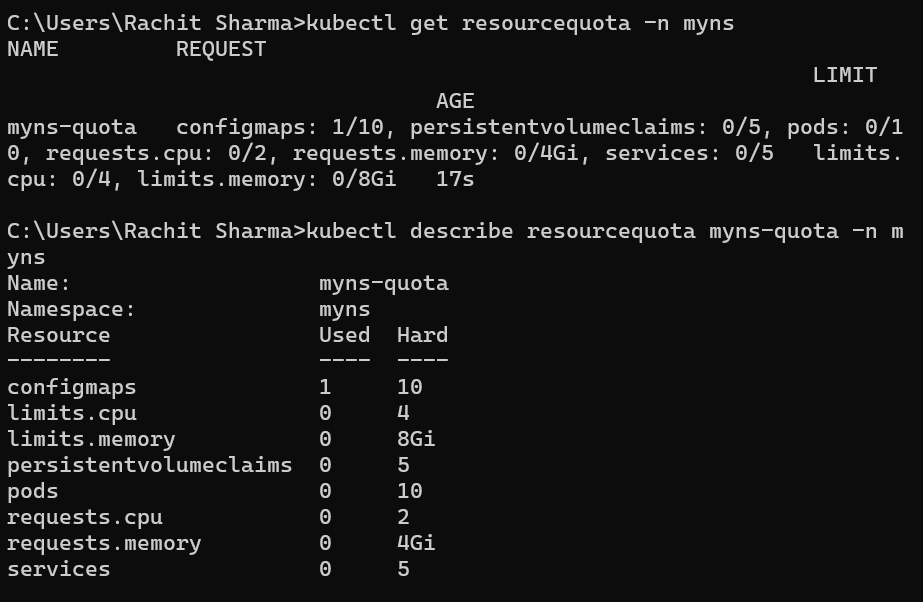 C:\Users\Rachit Sharma>kubectl get resourcequota -n myns
NAME         REQUEST
                                                              LIMIT
                                 AGE
myns-quota   configmaps: 1/10, persistentvolumeclaims: 0/5, pods: 0/1
0, requests.cpu: 0/2, requests.memory: 0/4Gi, services: 0/5   limits.
cpu: 0/4, limits.memory: 0/8Gi   17s

C:\Users\Rachit Sharma>kubectl describe resourcequota myns-quota -n m
yns
Name:                   myns-quota
Namespace:              myns
Resource                Used  Hard
--------                ----  ----
configmaps              1     10
limits.cpu              0     4
limits.memory           0     8Gi
persistentvolumeclaims  0     5
pods                    0     10
requests.cpu            0     2
requests.memory         0     4Gi
services                0     5